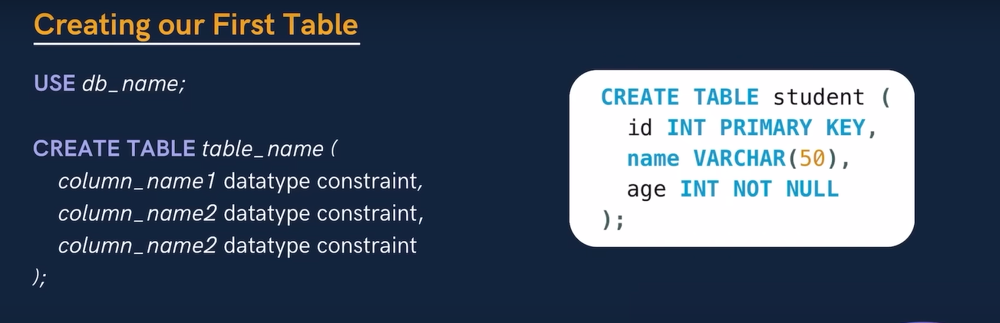 Creating our First Table
USE db_name;
CREATE TABLE table_name (
column_name1 datatype constraint,
column_name2 datatype constraint,
column_name2 datatype constraint
);
CREATE TABLE student (
id INT PRIMARY KEY,
name VARCHAR(50),
age INT NOT NULL
);